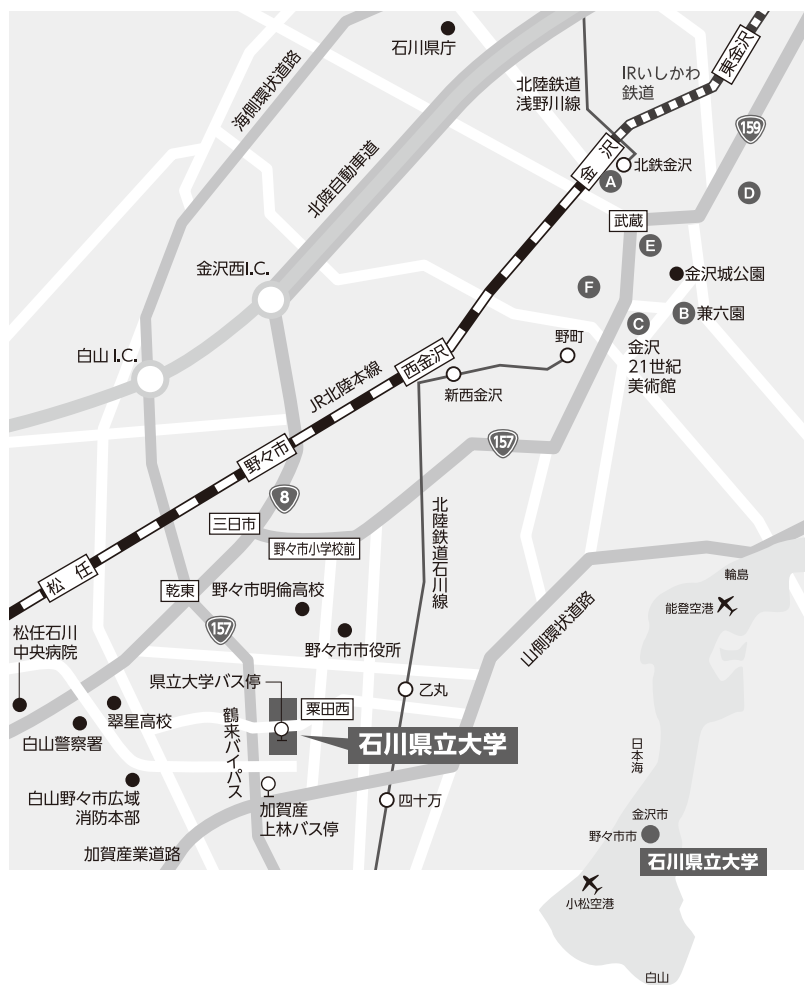 石川県庁
海側環状道路
北陸鉄道
浅野川線
IRいしかわ
鉄道
東金沢
159
北陸自動車道
金沢
北鉄金沢
A
D
武蔵
E
金沢西I.C.
金沢城公園
F
B
兼六園
C
金沢
21世紀
美術館
野町
白山I.C.
西金沢
新西金沢
JR北陸本線
157
野々市
8
三日市
野々市小学校前
北陸鉄道石川線
松任
乾東
野々市明倫高校
輪島
能登空港
山側環状道路
157
松任石川
中央病院
野々市市役所
県立大学バス停
乙丸
栗田西
翠星高校
白山警察署
鶴来バイパス
石川県立大学
日本海
白山野々市広域
消防本部
加賀産
上林バス停
四十万
金沢市
野々市市
加賀産業道路
石川県立大学
小松空港
白山